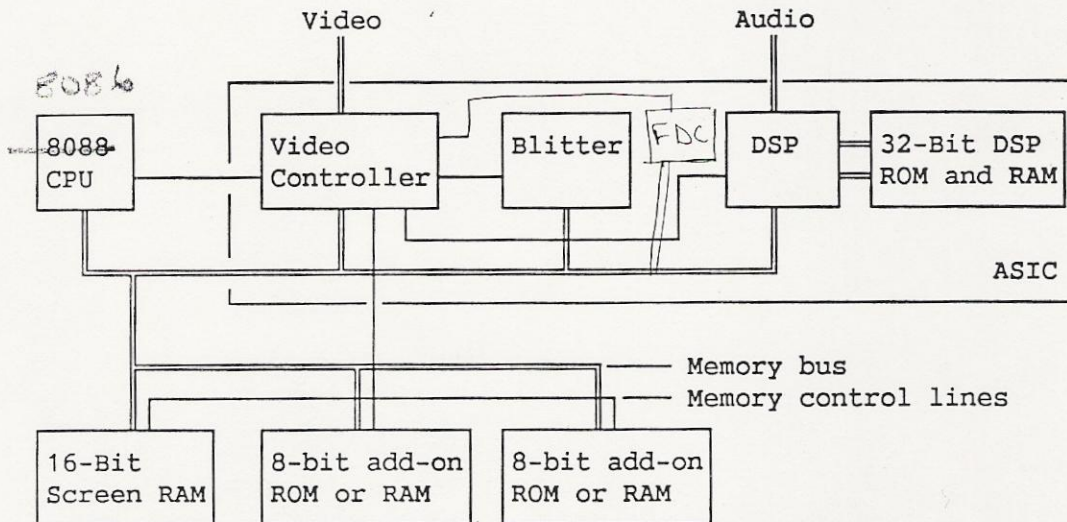 Video
Audio
8086
8088
CPU
Video
Controller
Blitter
FDC
DSP
32-Bit DSP
ROM and RAM
ASIC
Memory bus
Memory control lines
16-Bit
Screen RAM
8-bit add-on
ROM or RAM
8-bit add-on
ROM or RAM